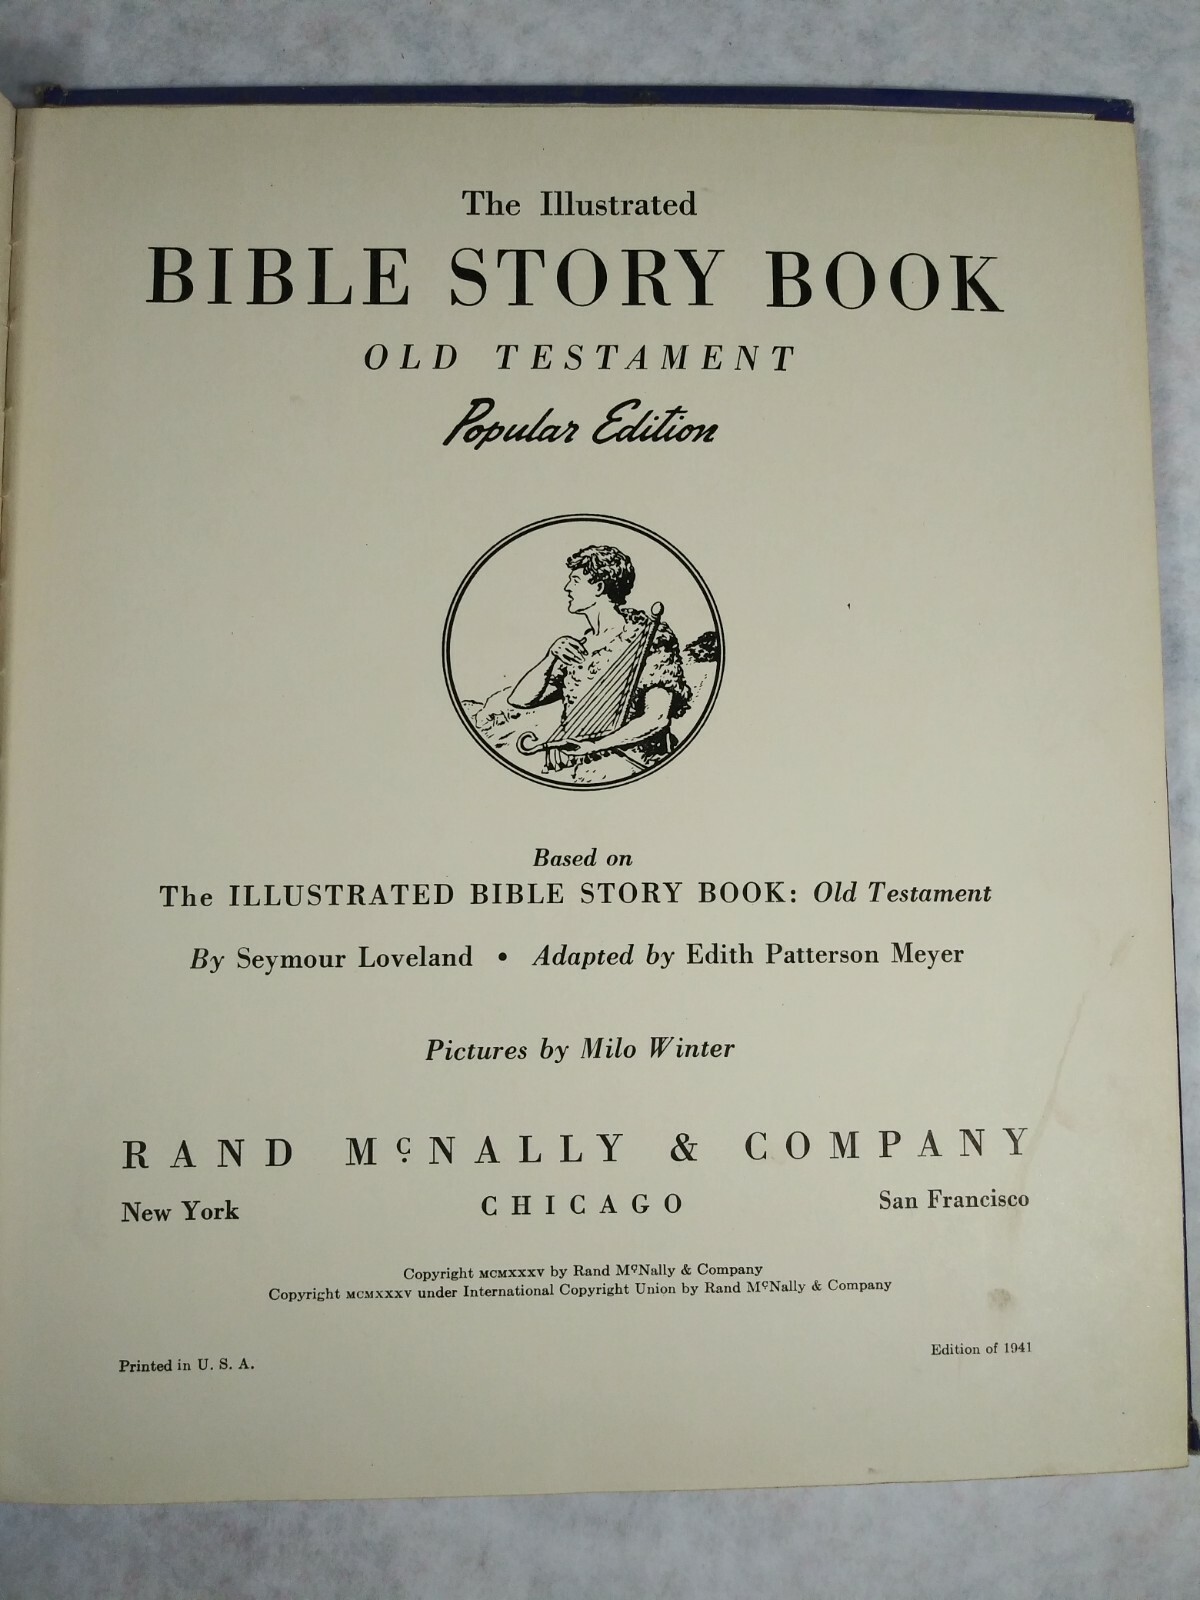 The Illustrated
BIBLE STORY BOOK
OLD TESTAMENT
Popular Edition
Based on
The ILLUSTRATED BIBLE STORY BOOK: Old Testament
By Seymour Loveland • Adapted by Edith Patterson Meyer
Pictures by Milo Winter
RAND McNALLY & COMPANY
New York CHICAGO San Francisco
Copyright MCMXXXV by Rand McNally & Company
Copyright MCMXXXV under International Copyright Union by Rand McNally & Company
Printed in U. S. A. Edition of 1941